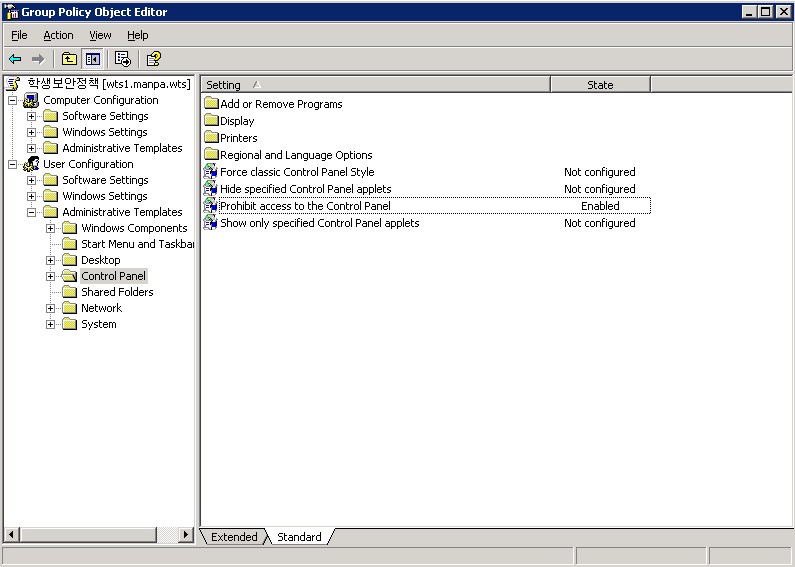 Group Policy Object Editor
File Action View Help
학생보안정책 [wts1.manpa.wts]
Computer Configuration
Software Settings
Windows Settings
Administrative Templates
User Configuration
Software Settings
Windows Settings
Administrative Templates
Windows Components
Start Menu and Taskbar
Desktop
Control Panel
Shared Folders
Network
System
Setting State
Add or Remove Programs
Display
Printers
Regional and Language Options
Force classic Control Panel Style Not configured
Hide specified Control Panel applets Not configured
Prohibit access to the Control Panel Enabled
Show only specified Control Panel applets Not configured
Extended Standard